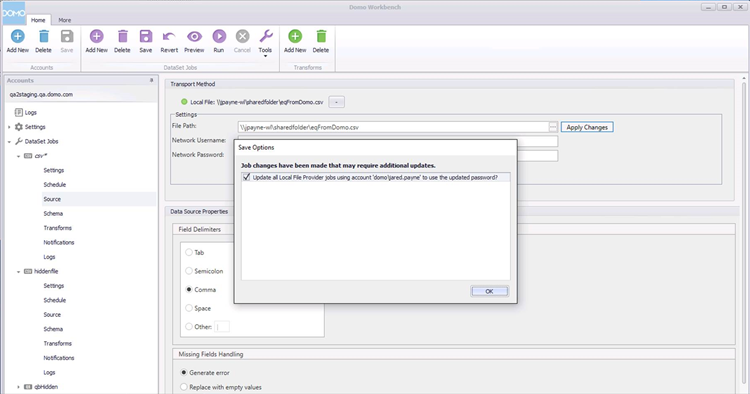 Domo Workbench
DOMO
Home
More
Add New
Delete
Save
Add New
Delete
Save
Revert
Preview
Run
Cancel
Tools
Add New
Delete
Accounts
DataSet Jobs
Transforms
Accounts
qa2staging.qa.domo.com
Logs
Settings
DataSet Jobs
csv*
Settings
Schedule
Source
Schema
Transforms
Notifications
Logs
hiddenfile
Settings
Schedule
Source
Schema
Transforms
Notifications
Logs
qbHidden
Transport Method
Local File: \\jpayne-wl\sharedfolder\eqFromDomo.csv
Settings
File Path:
\\jpayne-wl\sharedfolder\eqFromDomo.csv
...
Apply Changes
Network Username:
Network Password:
Save Options
Job changes have been made that may require additional updates.
Update all Local File Provider jobs using account 'domo\jared.payne' to use the updated password?
OK
Data Source Properties
Field Delimiters
Tab
Semicolon
Comma
Space
Other:
Missing Fields Handling
Generate error
Replace with empty values